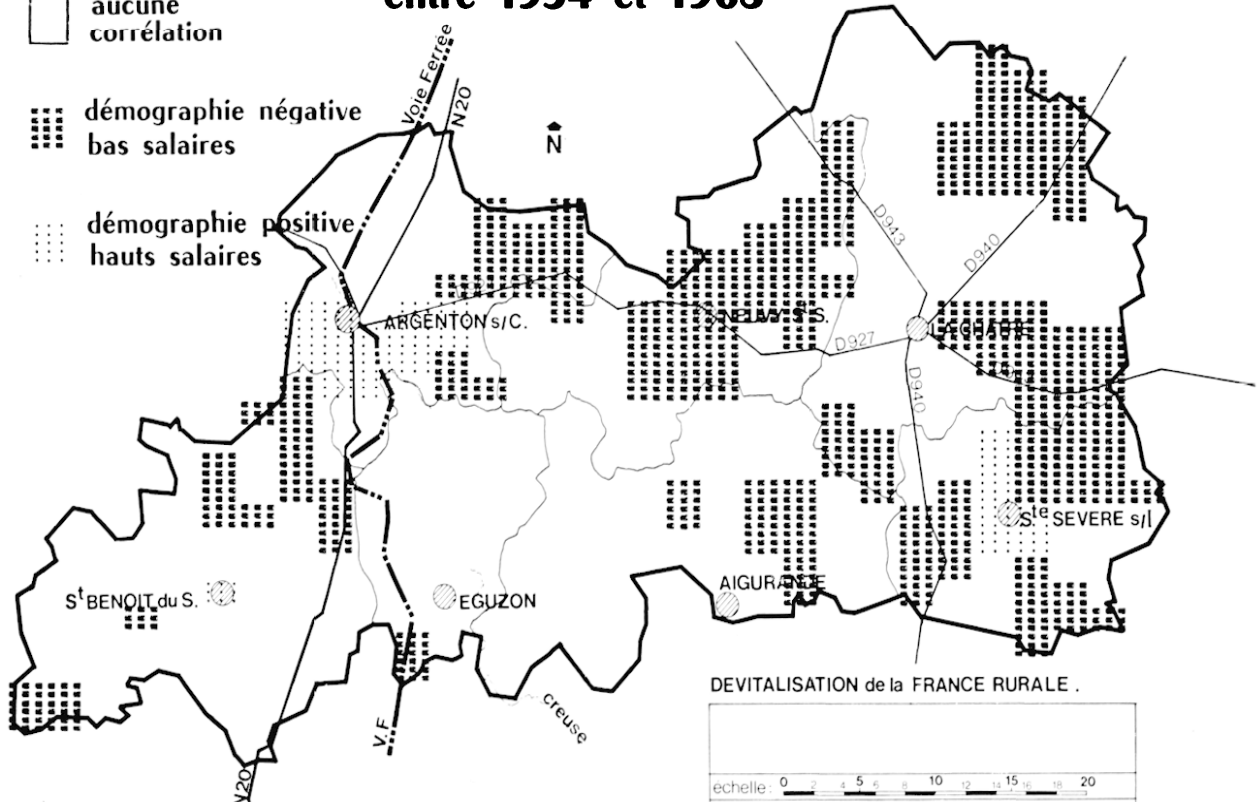 entre 1954 et 1968
aucune
corrélation
démographie négative
bas salaires
démographie positive
hauts salaires
Voie Ferrée
N20
N
D943
D940
ARGENTON s/C.
NEUVY St S.
LA CHATRE
D927
D940
Ste SEVERE s/I
St BENOIT du S.
EGUZON
AIGURANDE
creuse
V.F
N20
DEVITALISATION de la FRANCE RURALE .
échelle: 0 2 4 5 6 8 10 12 14 15 16 18 20